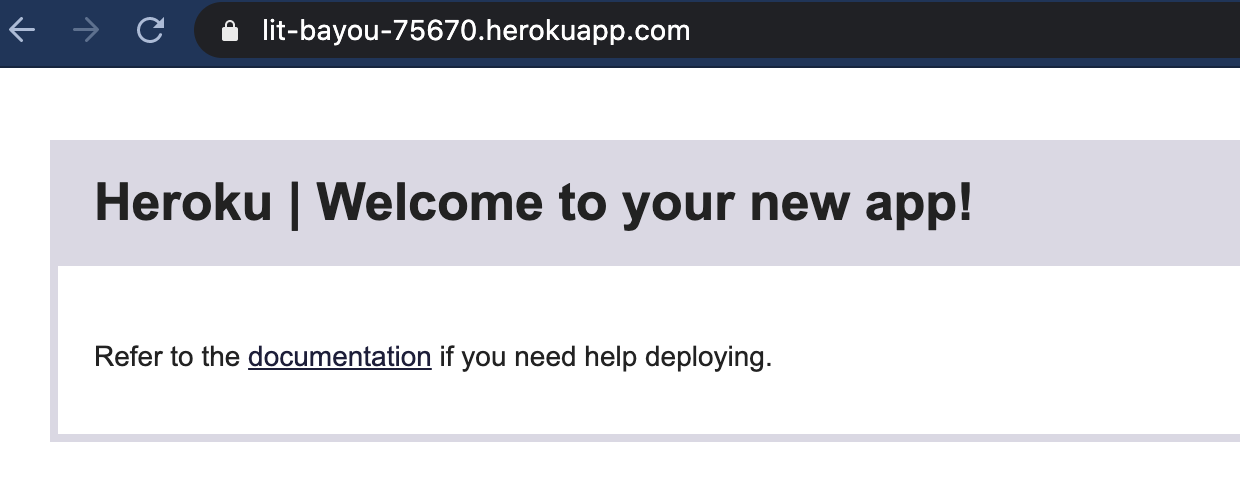 lit-bayou-75670.herokuapp.com
Heroku | Welcome to your new app!
Refer to the documentation if you need help deploying.